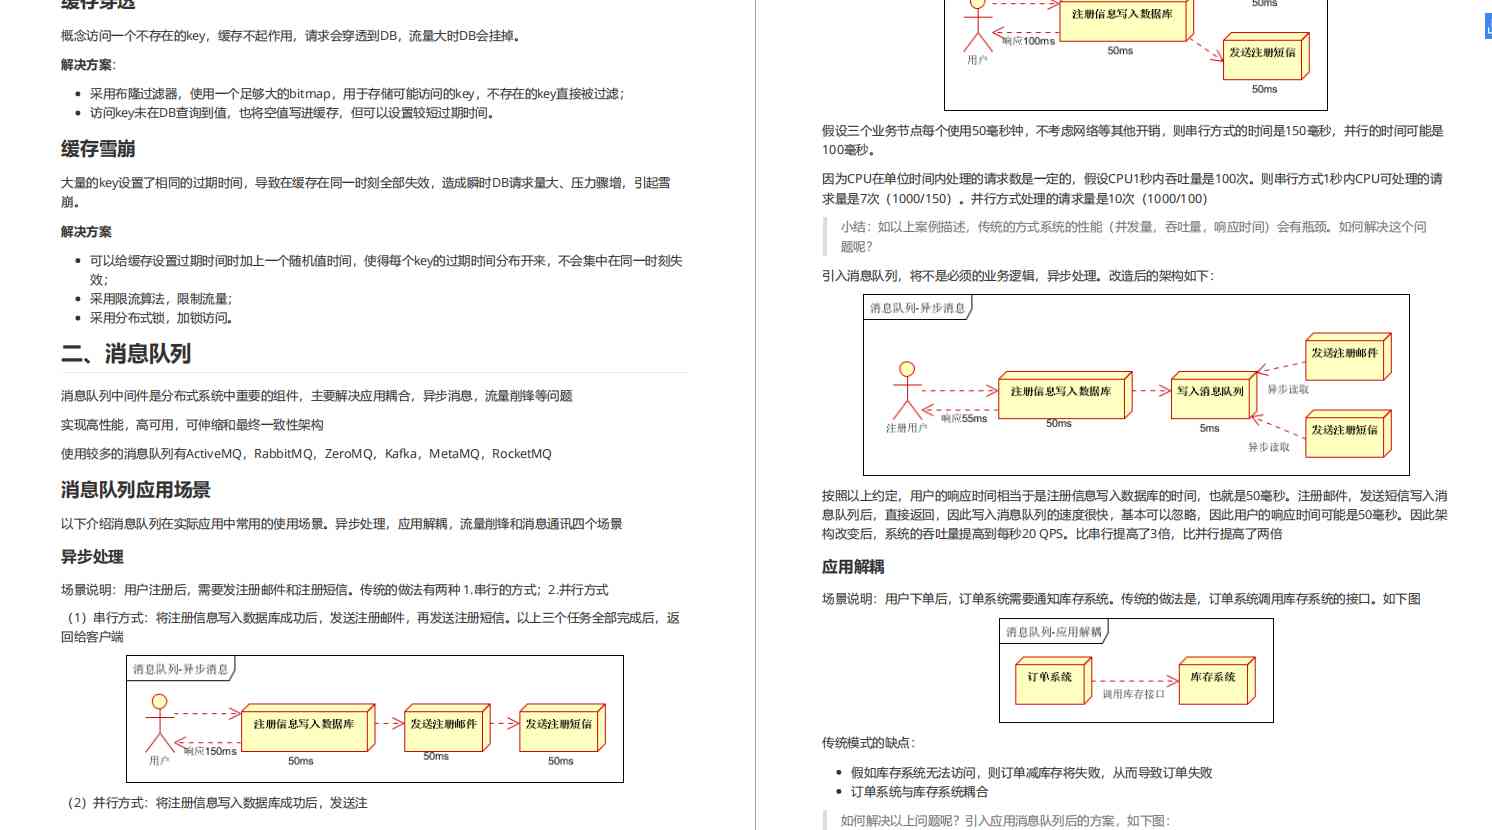 缓存穿透
概念访问一个不存在的key，缓存不起作用，请求会穿透到DB，流量大时DB会挂掉。
解决方案：
采用布隆过滤器，使用一个足够大的bitmap，用于存储可能访问的key，不存在的key直接被过滤；
访问key未在DB查询到值，也将空值写进缓存，但可以设置较短过期时间。
缓存雪崩
大量的key设置了相同的过期时间，导致在缓存在同一时刻全部失效，造成瞬时DB请求量大、压力骤增，引起雪
崩。
解决方案
可以给缓存设置过期时间时加上一个随机值时间，使得每个key的过期时间分布开来，不会集中在同一时刻失
效；
采用限流算法，限制流量；
采用分布式锁，加锁访问。
二、消息队列
消息队列中间件是分布式系统中重要的组件，主要解决应用耦合，异步消息，流量削锋等问题
实现高性能，高可用，可伸缩和最终一致性架构
使用较多的消息队列有ActiveMQ，RabbitMQ，ZeroMQ，Kafka，MetaMQ，RocketMQ
消息队列应用场景
以下介绍消息队列在实际应用中常用的使用场景。异步处理，应用解耦，流量削锋和消息通讯四个场景
异步处理
场景说明：用户注册后，需要发注册邮件和注册短信。传统的做法有两种 1.串行的方式；2.并行方式
（1）串行方式：将注册信息写入数据库成功后，发送注册邮件，再发送注册短信。以上三个任务全部完成后，返
回给客户端
消息队列-异步消息
注册信息写入数据库
发送注册邮件
发送注册短信
响应150ms
用户
50ms
50ms
50ms
（2）并行方式：将注册信息写入数据库成功后，发送注
50ms
注册信息写入数据库
响应100ms
50ms
用户
发送注册短信
50ms
假设三个业务节点每个使用50毫秒钟，不考虑网络等其他开销，则串行方式的时间是150毫秒，并行的时间可能是
100毫秒。
因为CPU在单位时间内处理的请求数是一定的，假设CPU1秒内吞吐量是100次。则串行方式1秒内CPU可处理的请
求量是7次（1000/150）。并行方式处理的请求量是10次（1000/100）
小结：如以上案例描述，传统的方式系统的性能（并发量，吞吐量，响应时间）会有瓶颈。如何解决这个问
题呢？
引入消息队列，将不是必须的业务逻辑，异步处理。改造后的架构如下：
消息队列-异步消息
发送注册邮件
注册信息写入数据库
写入消息队列
异步读取
响应55ms
50ms
5ms
注册用户
发送注册短信
异步读取
按照以上约定，用户的响应时间相当于是注册信息写入数据库的时间，也就是50毫秒。注册邮件，发送短信写入消
息队列后，直接返回，因此写入消息队列的速度很快，基本可以忽略，因此用户的响应时间可能是50毫秒。因此架
构改变后，系统的吞吐量提高到每秒20 QPS。比串行提高了3倍，比并行提高了两倍
应用解耦
场景说明：用户下单后，订单系统需要通知库存系统。传统的做法是，订单系统调用库存系统的接口。如下图
消息队列-应用解耦
订单系统
库存系统
调用库存接口
传统模式的缺点：
假如库存系统无法访问，则订单减库存将失败，从而导致订单失败
订单系统与库存系统耦合
如何解决以上问题呢？引入应用消息队列后的方案，如下图：